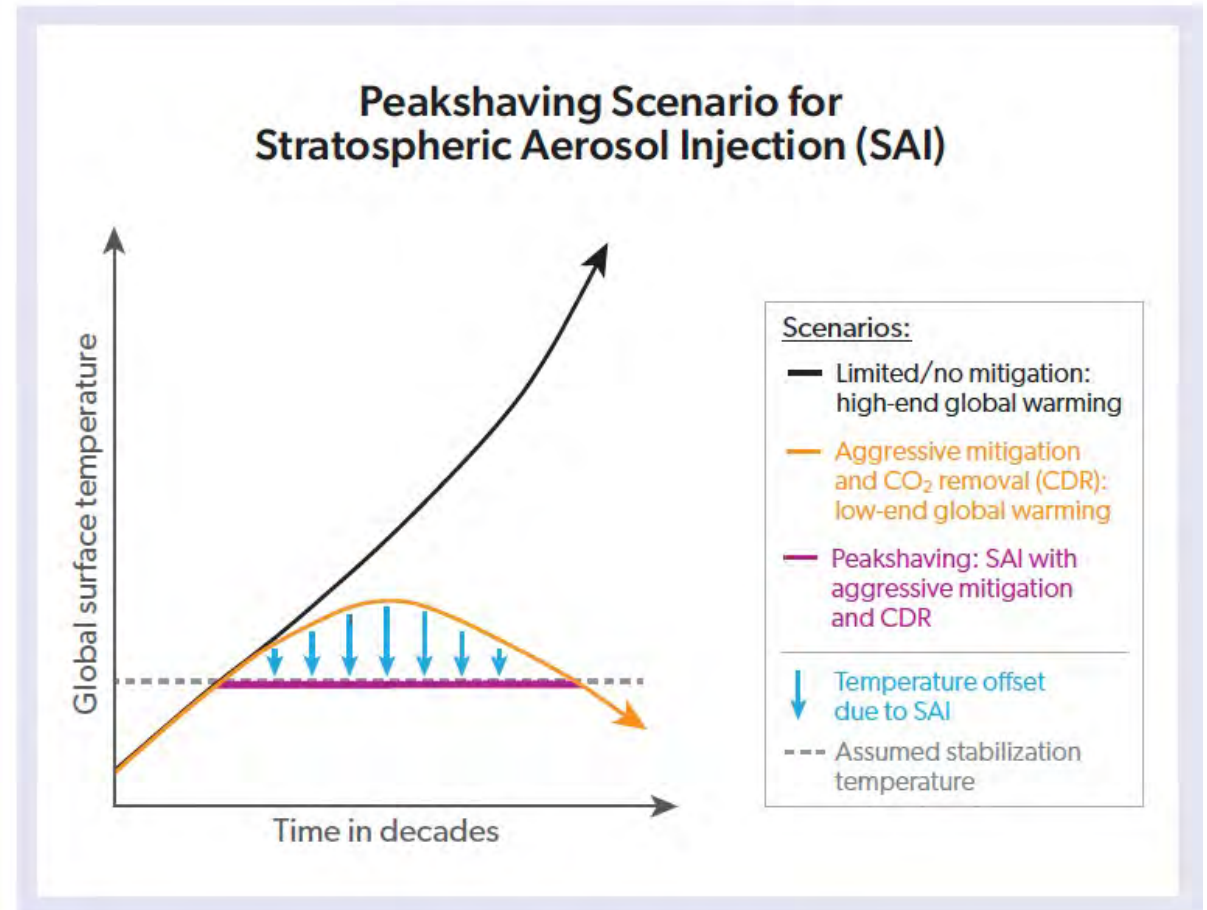 Peakshaving Scenario for
Stratospheric Aerosol Injection (SAI)
Global surface temperature
Time in decades
Scenarios:
Limited/no mitigation:
high-end global warming
Aggressive mitigation
and CO₂ removal (CDR):
low-end global warming
Peakshaving: SAI with
aggressive mitigation
and CDR
Temperature offset
due to SAI
Assumed stabilization
temperature